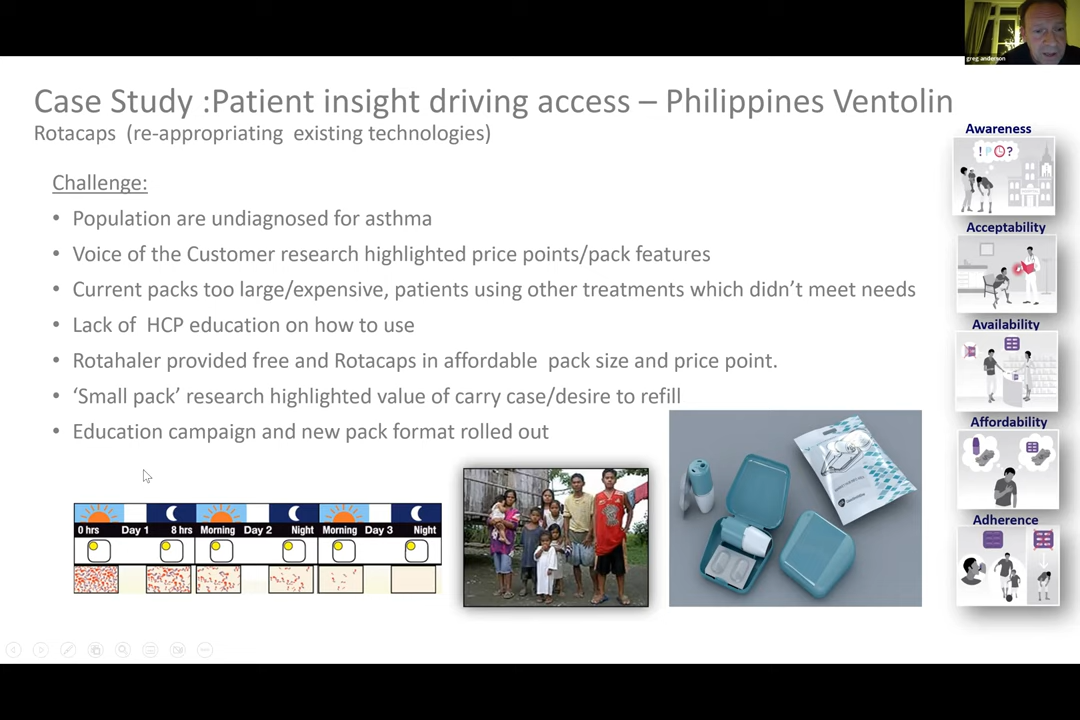 greg anderson
Case Study :Patient insight driving access – Philippines Ventolin
Rotacaps (re-appropriating existing technologies)
Challenge:
• Population are undiagnosed for asthma
• Voice of the Customer research highlighted price points/pack features
• Current packs too large/expensive, patients using other treatments which didn't meet needs
• Lack of HCP education on how to use
• Rotahaler provided free and Rotacaps in affordable pack size and price point.
• ‘Small pack’ research highlighted value of carry case/desire to refill
• Education campaign and new pack format rolled out
0 hrs Day 1 8 hrs Morning Day 2 Night Morning Day 3 Night
Awareness
! P ?
Acceptability
Availability
Affordability
Adherence